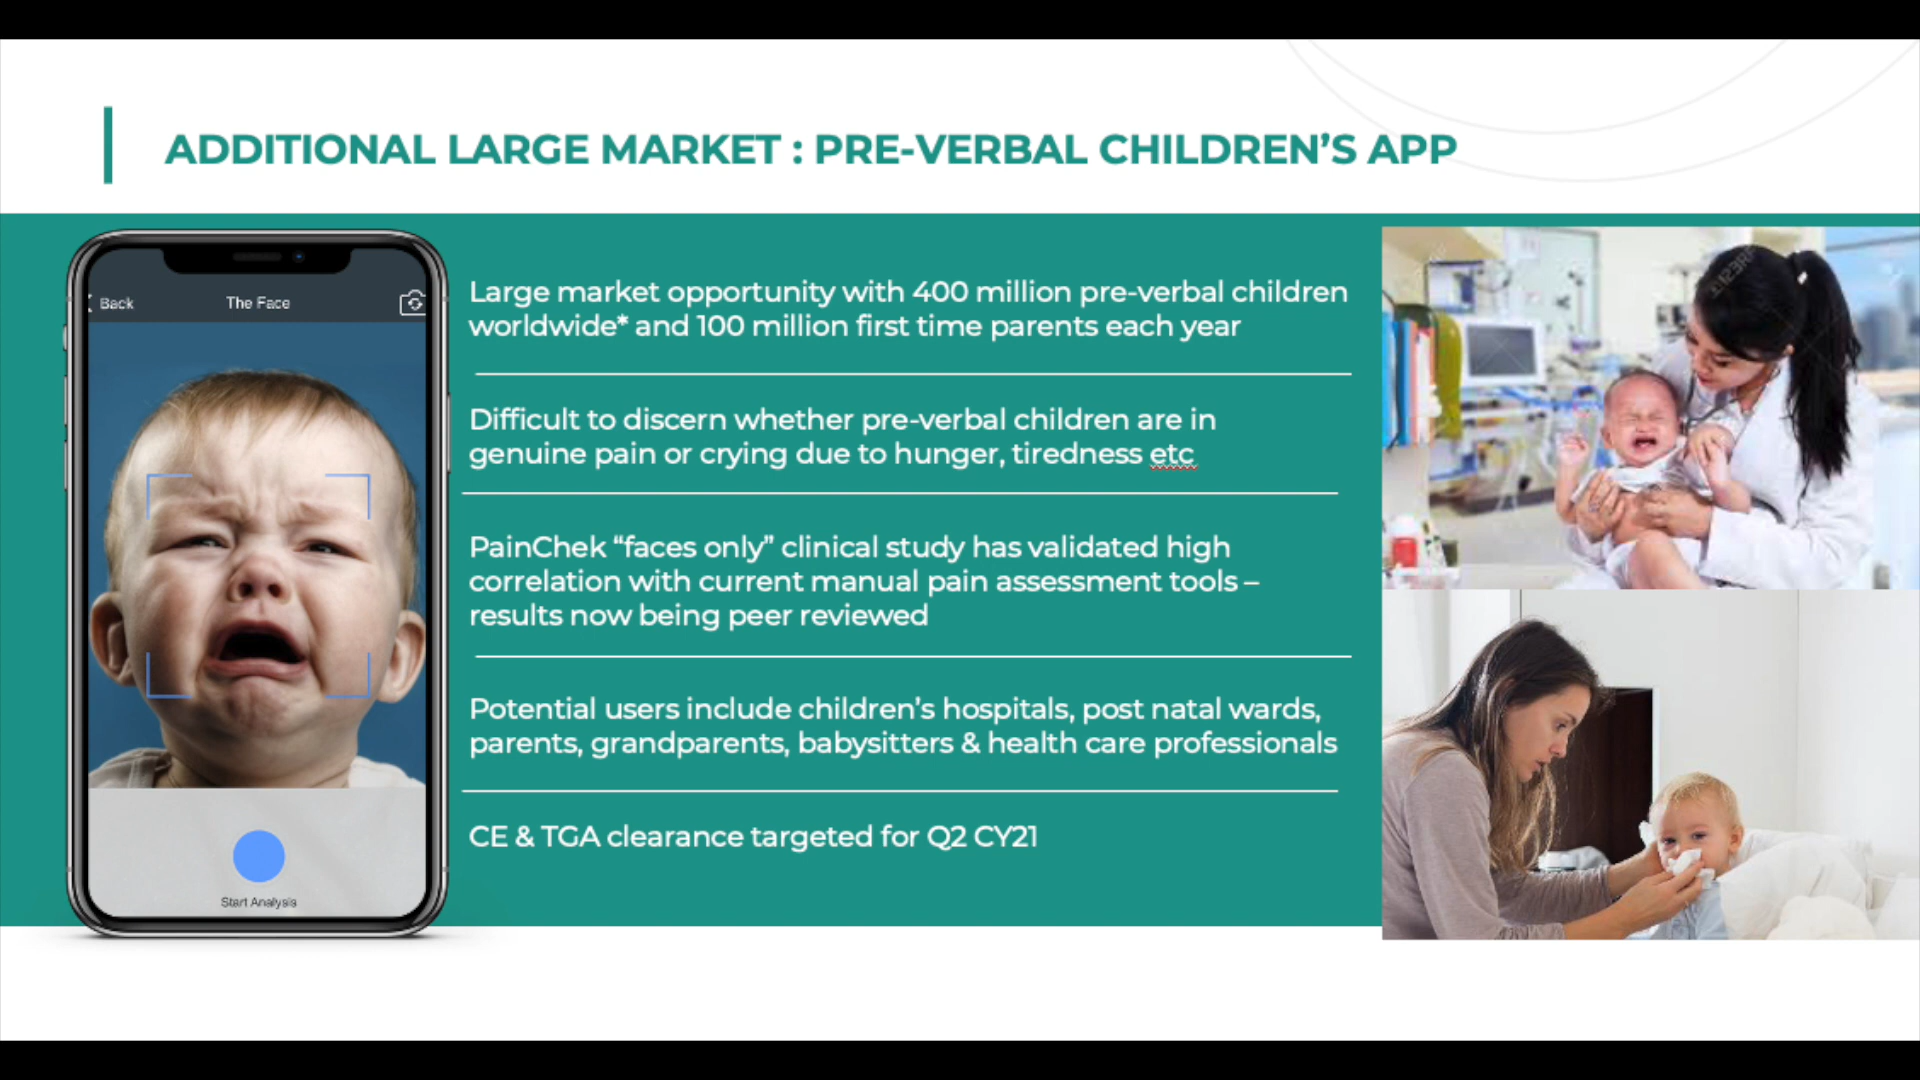 ADDITIONAL LARGE MARKET : PRE-VERBAL CHILDREN’S APP
Back
The Face
Start Analysis
Large market opportunity with 400 million pre-verbal children
worldwide* and 100 million first time parents each year
Difficult to discern whether pre-verbal children are in
genuine pain or crying due to hunger, tiredness etc
PainChek “faces only” clinical study has validated high
correlation with current manual pain assessment tools –
results now being peer reviewed
Potential users include children’s hospitals, post natal wards,
parents, grandparents, babysitters & health care professionals
CE & TGA clearance targeted for Q2 CY21